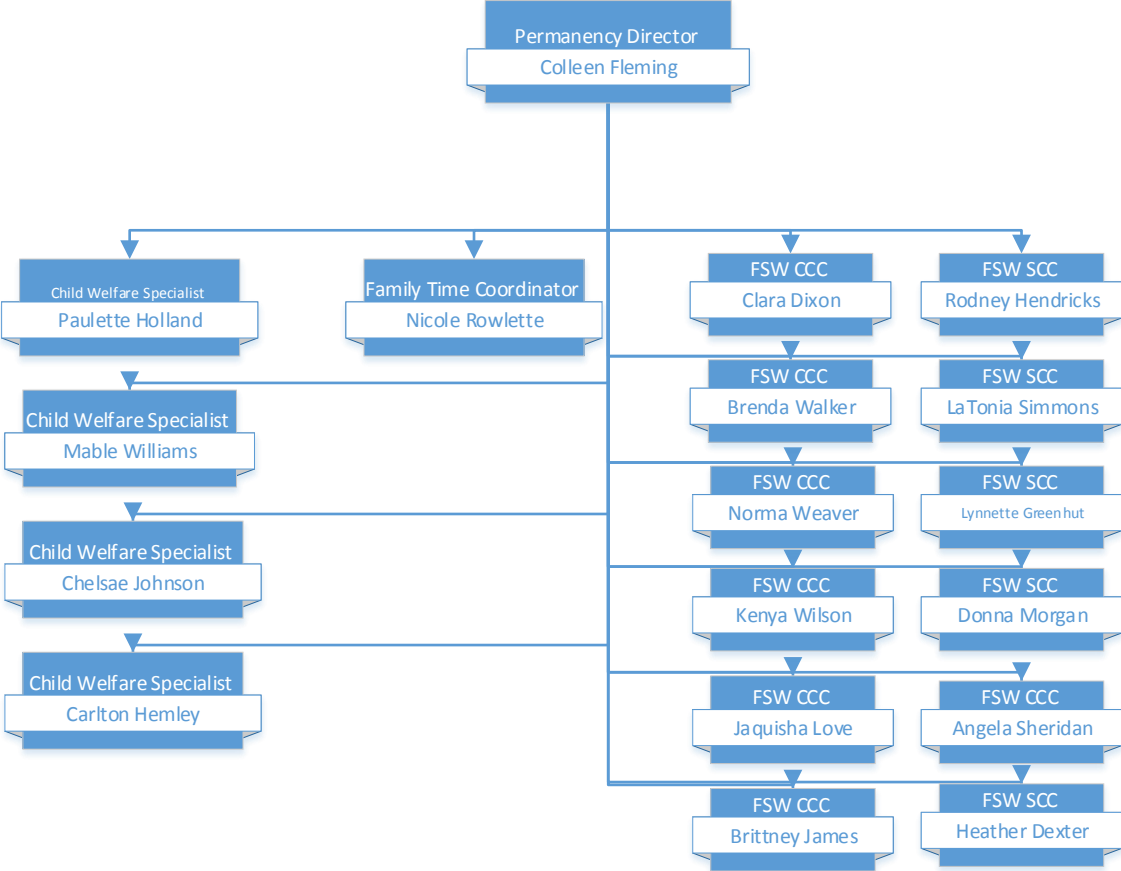 Permanency Director
Colleen Fleming
Child Welfare Specialist
Paulette Holland
Family Time Coordinator
Nicole Rowlette
FSW CCC
Clara Dixon
FSW SCC
Rodney Hendricks
Child Welfare Specialist
Mable Williams
FSW CCC
Brenda Walker
FSW SCC
LaTonia Simmons
FSW CCC
Norma Weaver
FSW SCC
Lynnette Greenhut
Child Welfare Specialist
Chelsae Johnson
FSW CCC
Kenya Wilson
FSW SCC
Donna Morgan
Child Welfare Specialist
Carlton Hemley
FSW CCC
Jaquisha Love
FSW CCC
Angela Sheridan
FSW CCC
Brittney James
FSW SCC
Heather Dexter